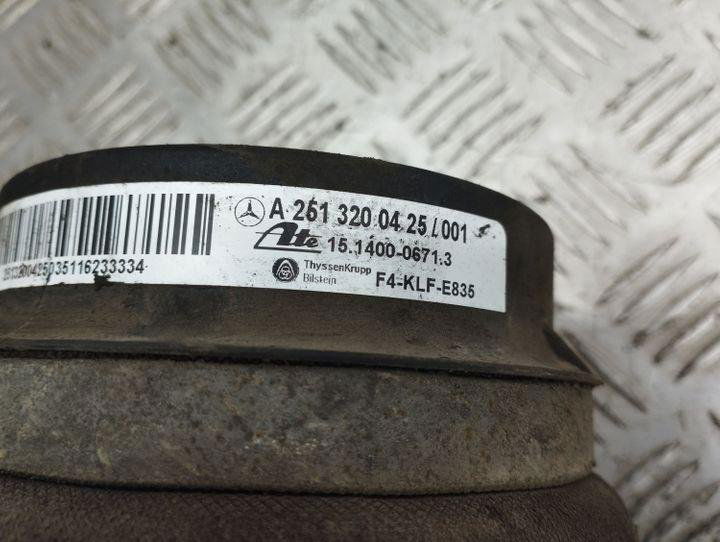 A 251 320 04 25 / 001
Ate 15.1400-0671.3
ThyssenKrupp
Bilstein
F4-KLF-E835